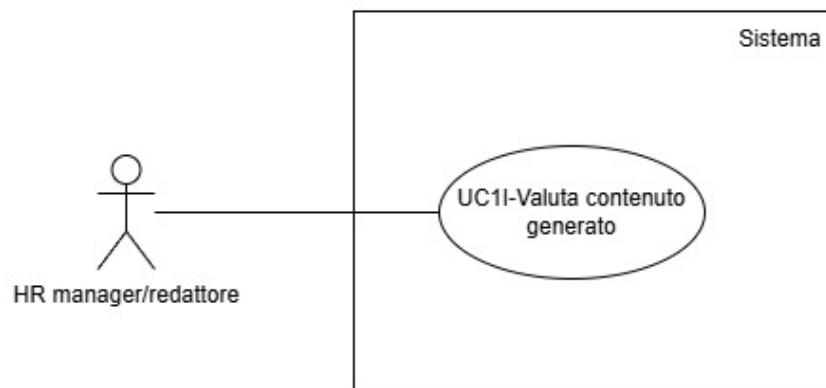 Sistema
UC1I-Valuta contenuto
generato
HR manager/redattore